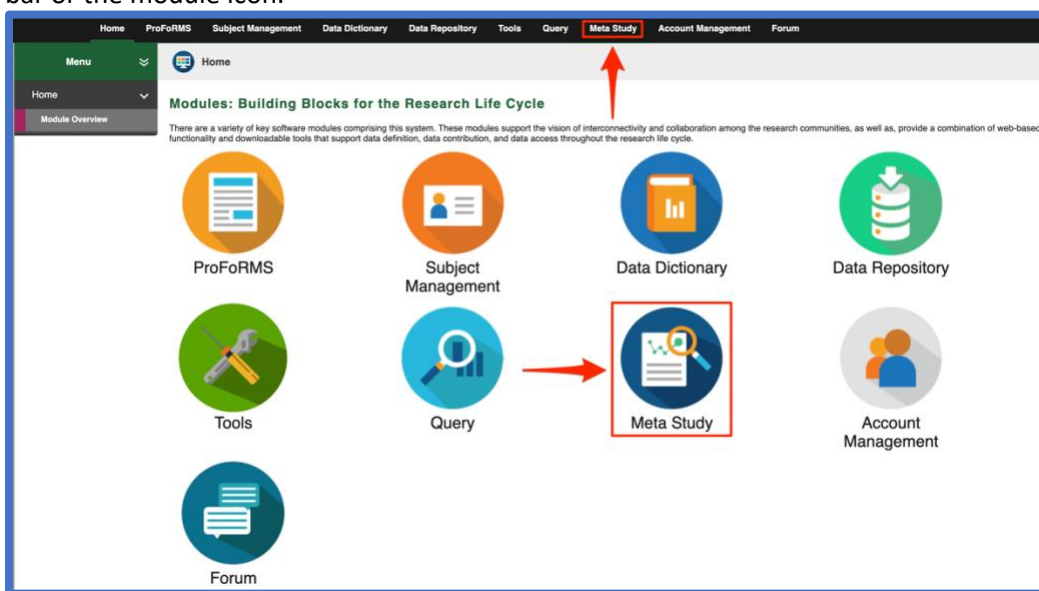 bar or the module icon.
Home ProFoRMS Subject Management Data Dictionary Data Repository Tools Query Meta Study Account Management Forum
Menu
Home
Home
Module Overview
Modules: Building Blocks for the Research Life Cycle
There are a variety of key software modules comprising this system. These modules support the vision of interconnectivity and collaboration among the research communities, as well as, provide a combination of web-based
functionality and downloadable tools that support data definition, data contribution, and data access throughout the research life cycle.
ProFoRMS
Subject
Management
Data Dictionary
Data Repository
Tools
Query
Meta Study
Account
Management
Forum